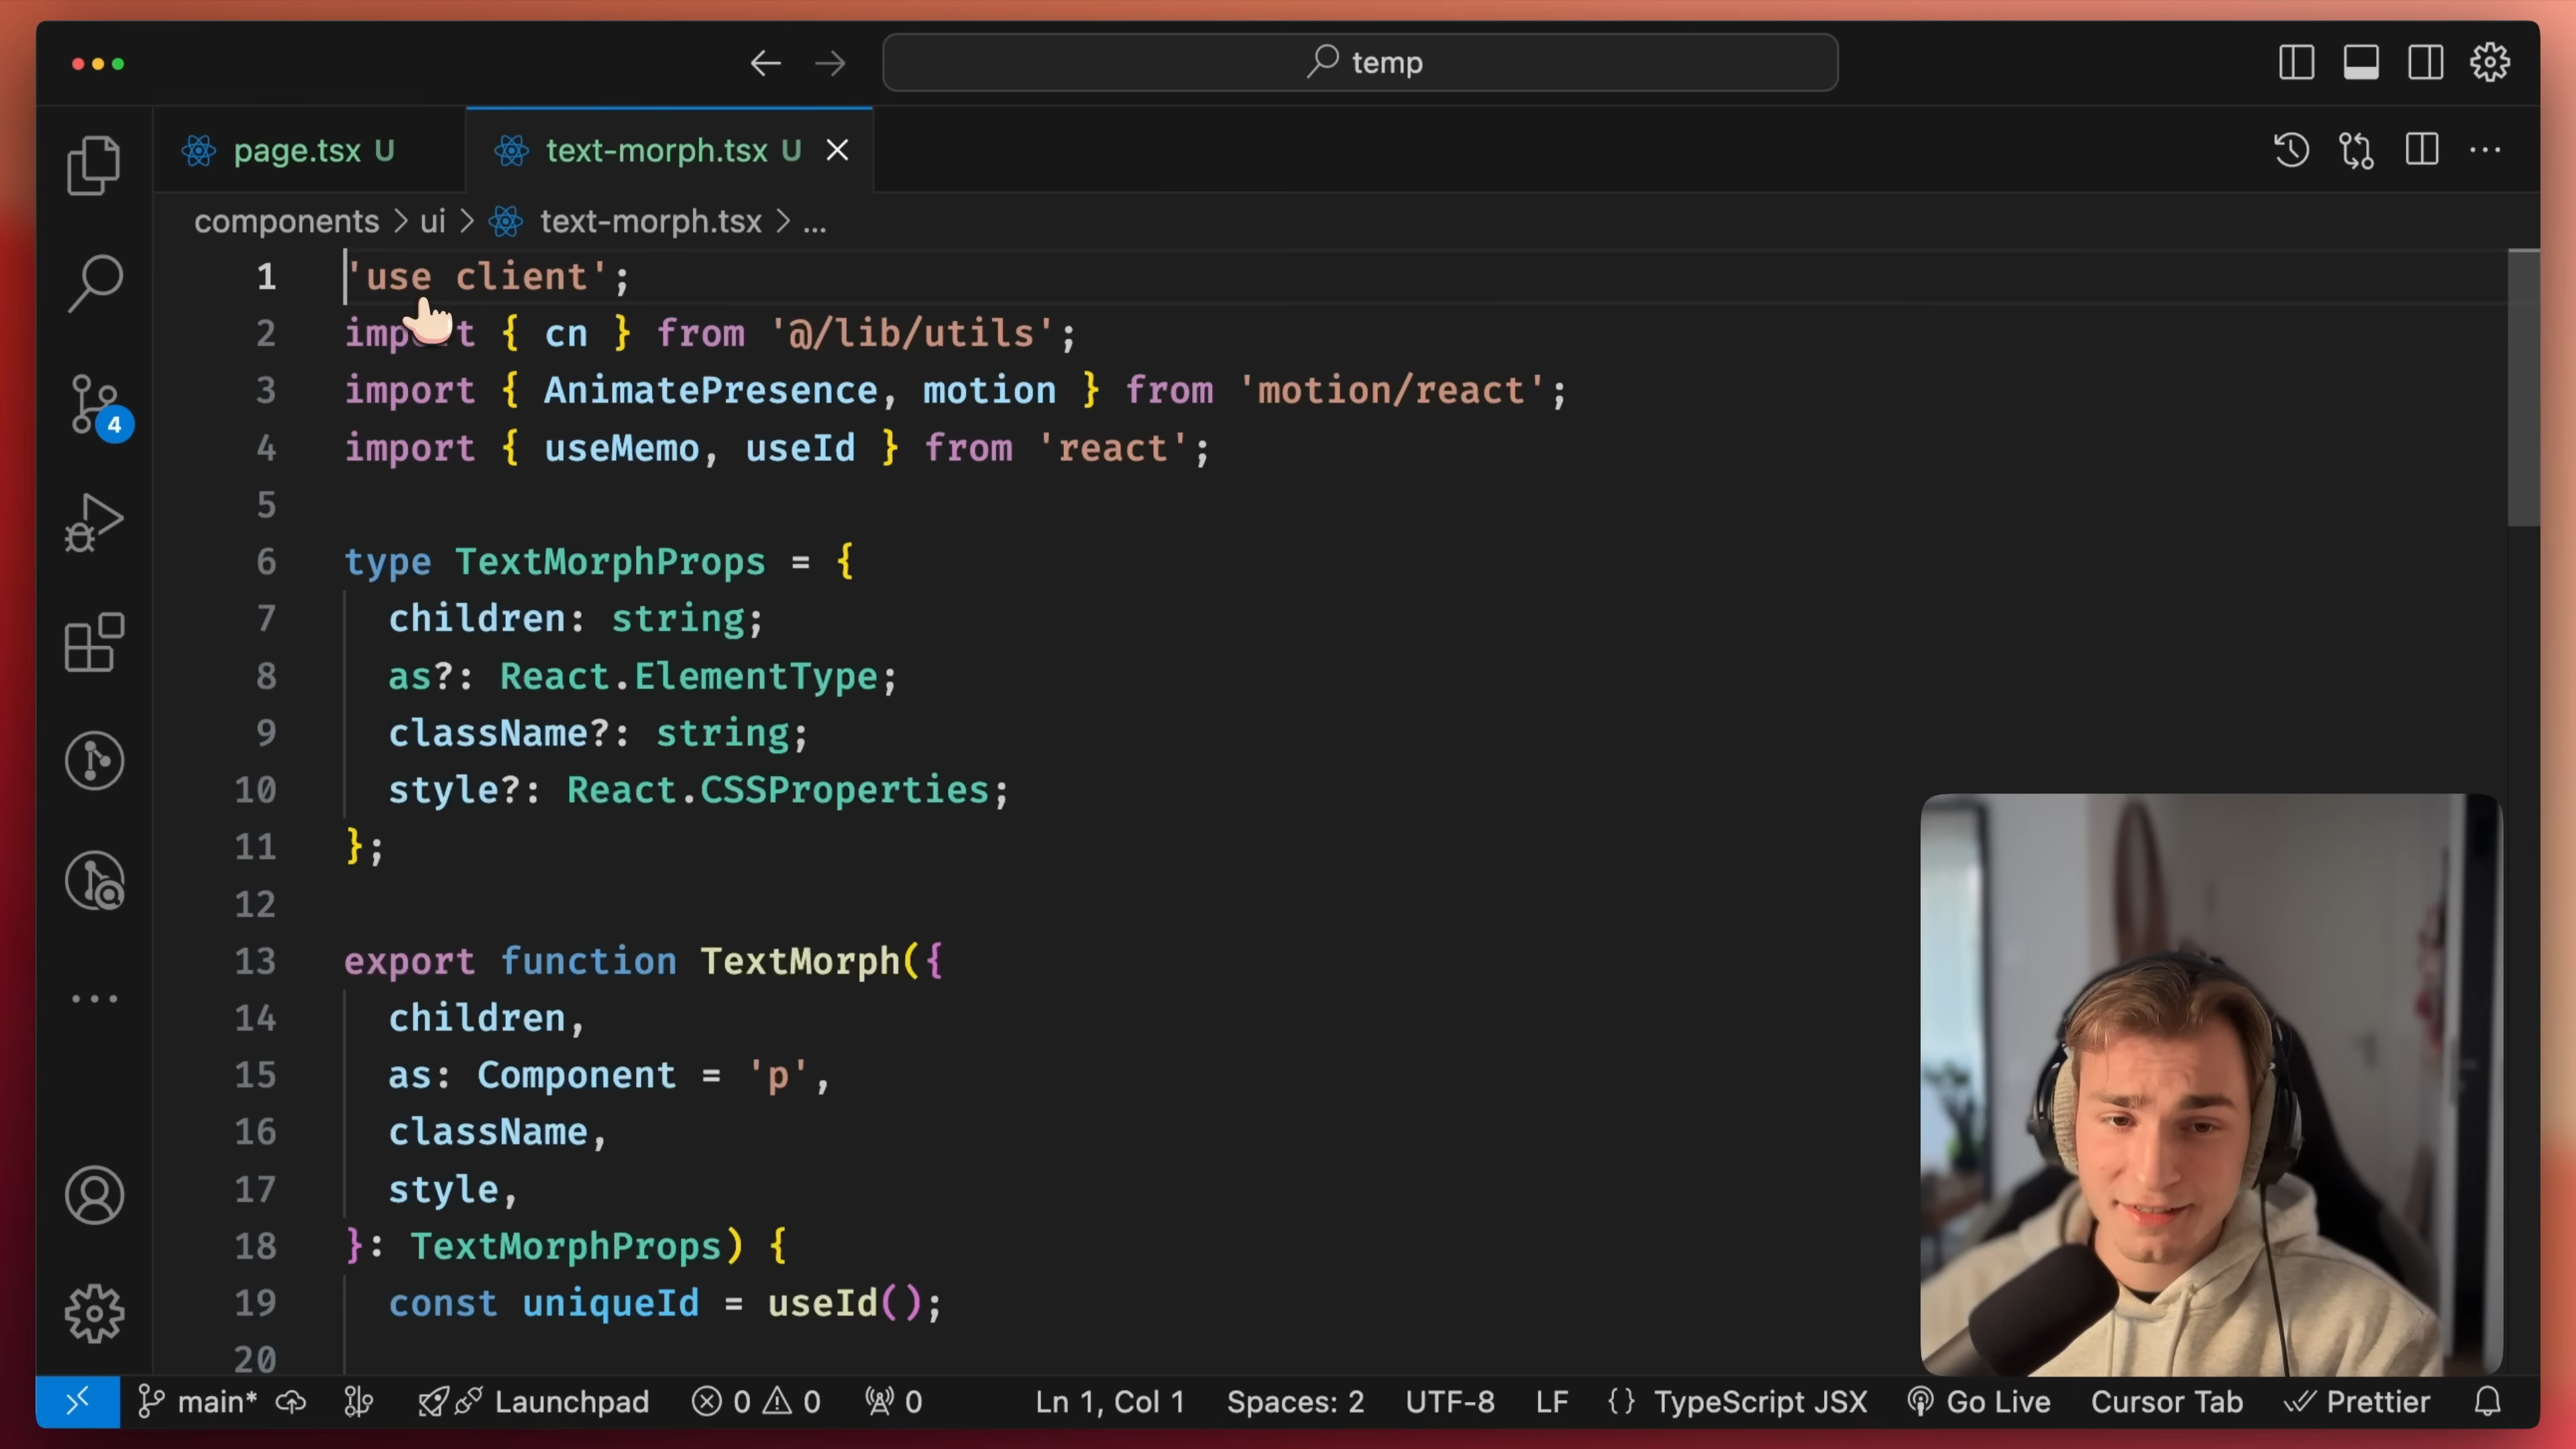 temp
page.tsx U
text-morph.tsx U
components > ui > text-morph.tsx > ...
1 'use client';
2 import { cn } from '@/lib/utils';
3 import { AnimatePresence, motion } from 'motion/react';
4 import { useMemo, useId } from 'react';
5
6 type TextMorphProps = {
7 children: string;
8 as?: React.ElementType;
9 className?: string;
10 style?: React.CSSProperties;
11 };
12
13 export function TextMorph({
14 children,
15 as: Component = 'p',
16 className,
17 style,
18 }: TextMorphProps) {
19 const uniqueId = useId();
20
4
main* Launchpad 0 0 0 Ln 1, Col 1 Spaces: 2 UTF-8 LF {} TypeScript JSX Go Live Cursor Tab Prettier